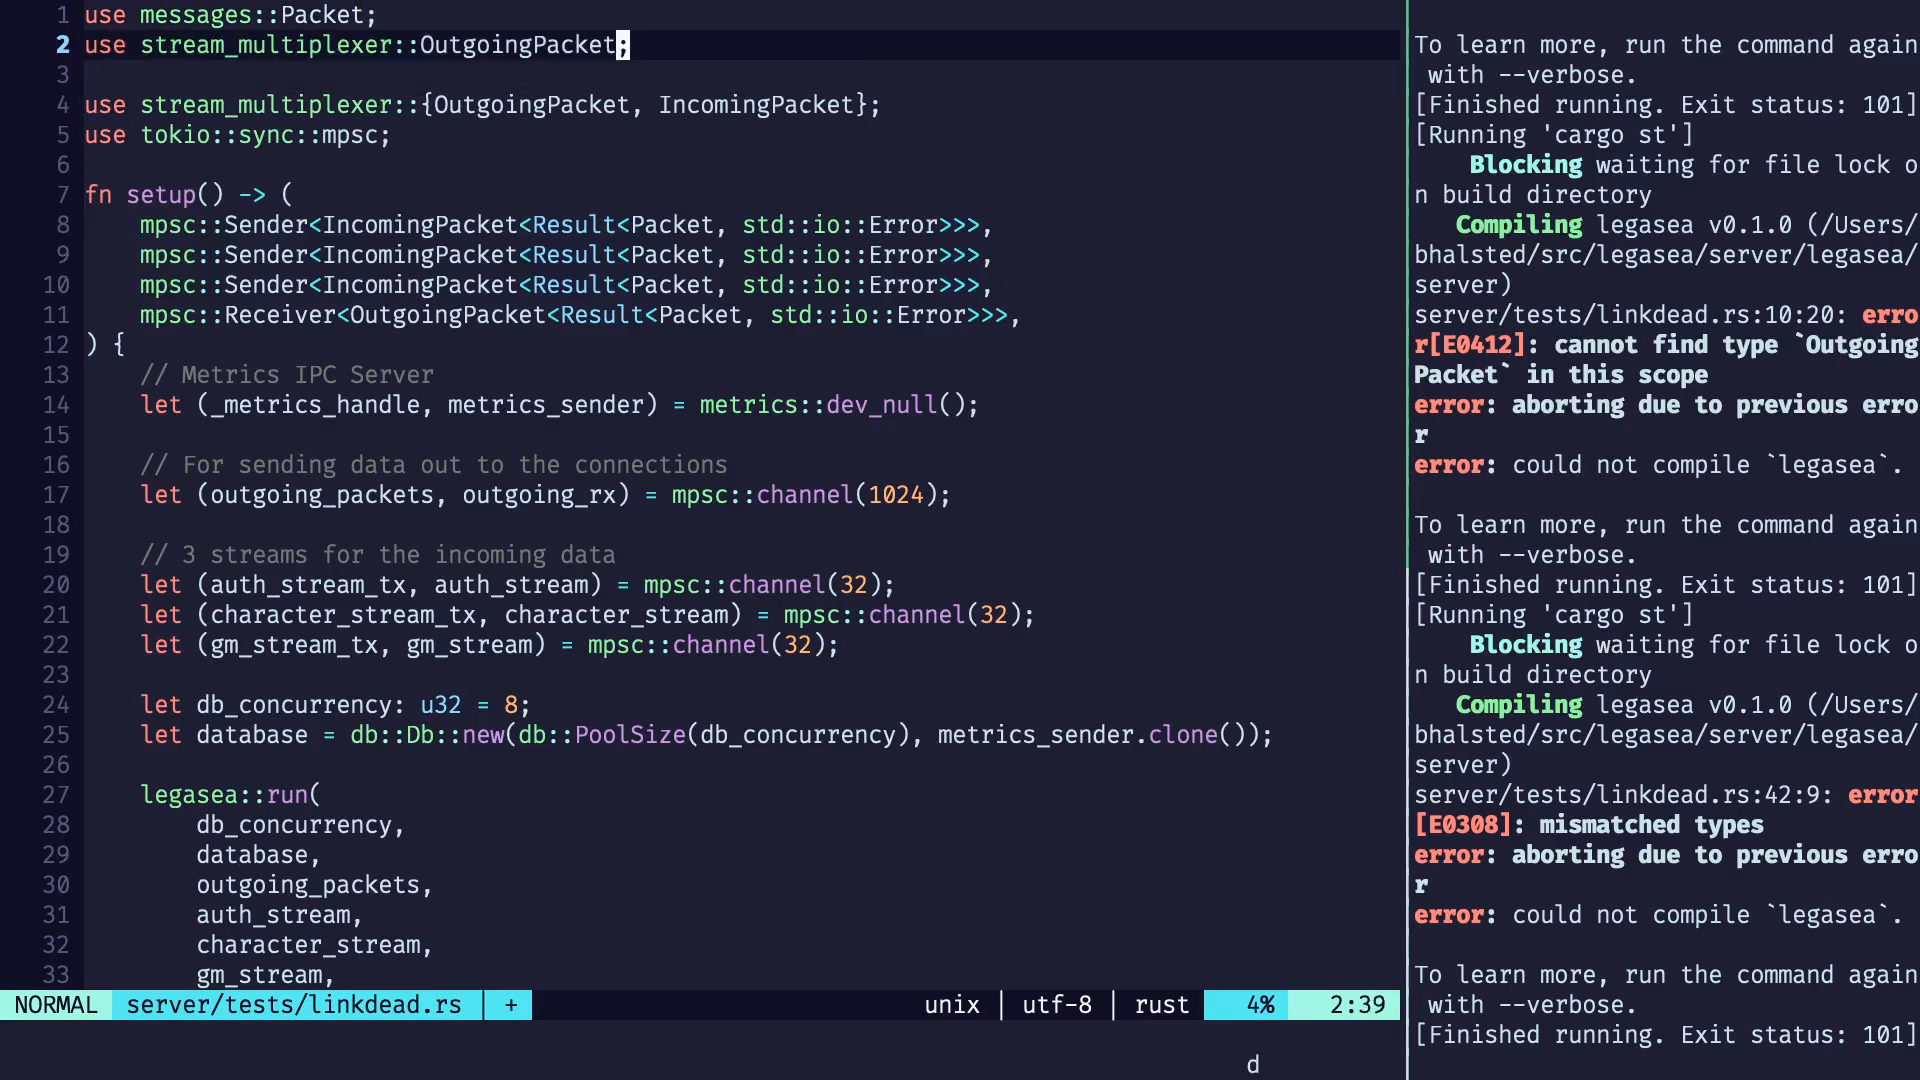 1 use messages::Packet;
2 use stream_multiplexer::OutgoingPacket;
3
4 use stream_multiplexer::{OutgoingPacket, IncomingPacket};
5 use tokio::sync::mpsc;
6
7 fn setup() -> (
8     mpsc::Sender<IncomingPacket<Result<Packet, std::io::Error>>>,
9     mpsc::Sender<IncomingPacket<Result<Packet, std::io::Error>>>,
10     mpsc::Sender<IncomingPacket<Result<Packet, std::io::Error>>>,
11     mpsc::Receiver<OutgoingPacket<Result<Packet, std::io::Error>>>,
12 ) {
13     // Metrics IPC Server
14     let (_metrics_handle, metrics_sender) = metrics::dev_null();
15
16     // For sending data out to the connections
17     let (outgoing_packets, outgoing_rx) = mpsc::channel(1024);
18
19     // 3 streams for the incoming data
20     let (auth_stream_tx, auth_stream) = mpsc::channel(32);
21     let (character_stream_tx, character_stream) = mpsc::channel(32);
22     let (gm_stream_tx, gm_stream) = mpsc::channel(32);
23
24     let db_concurrency: u32 = 8;
25     let database = db::Db::new(db::PoolSize(db_concurrency), metrics_sender.clone());
26
27     legasea::run(
28         db_concurrency,
29         database,
30         outgoing_packets,
31         auth_stream,
32         character_stream,
33         gm_stream,
NORMAL server/tests/linkdead.rs | + unix | utf-8 | rust 4% 2:39
d
To learn more, run the command again
 with --verbose.
[Finished running. Exit status: 101]
[Running 'cargo st']
    Blocking waiting for file lock o
n build directory
   Compiling legasea v0.1.0 (/Users/
bhalsted/src/legasea/server/legasea/
server)
server/tests/linkdead.rs:10:20: erro
r[E0412]: cannot find type `Outgoing
Packet` in this scope
error: aborting due to previous erro
r
error: could not compile `legasea`.

To learn more, run the command again
 with --verbose.
[Finished running. Exit status: 101]
[Running 'cargo st']
    Blocking waiting for file lock o
n build directory
   Compiling legasea v0.1.0 (/Users/
bhalsted/src/legasea/server/legasea/
server)
server/tests/linkdead.rs:42:9: error
[E0308]: mismatched types
error: aborting due to previous erro
r
error: could not compile `legasea`.

To learn more, run the command again
 with --verbose.
[Finished running. Exit status: 101]